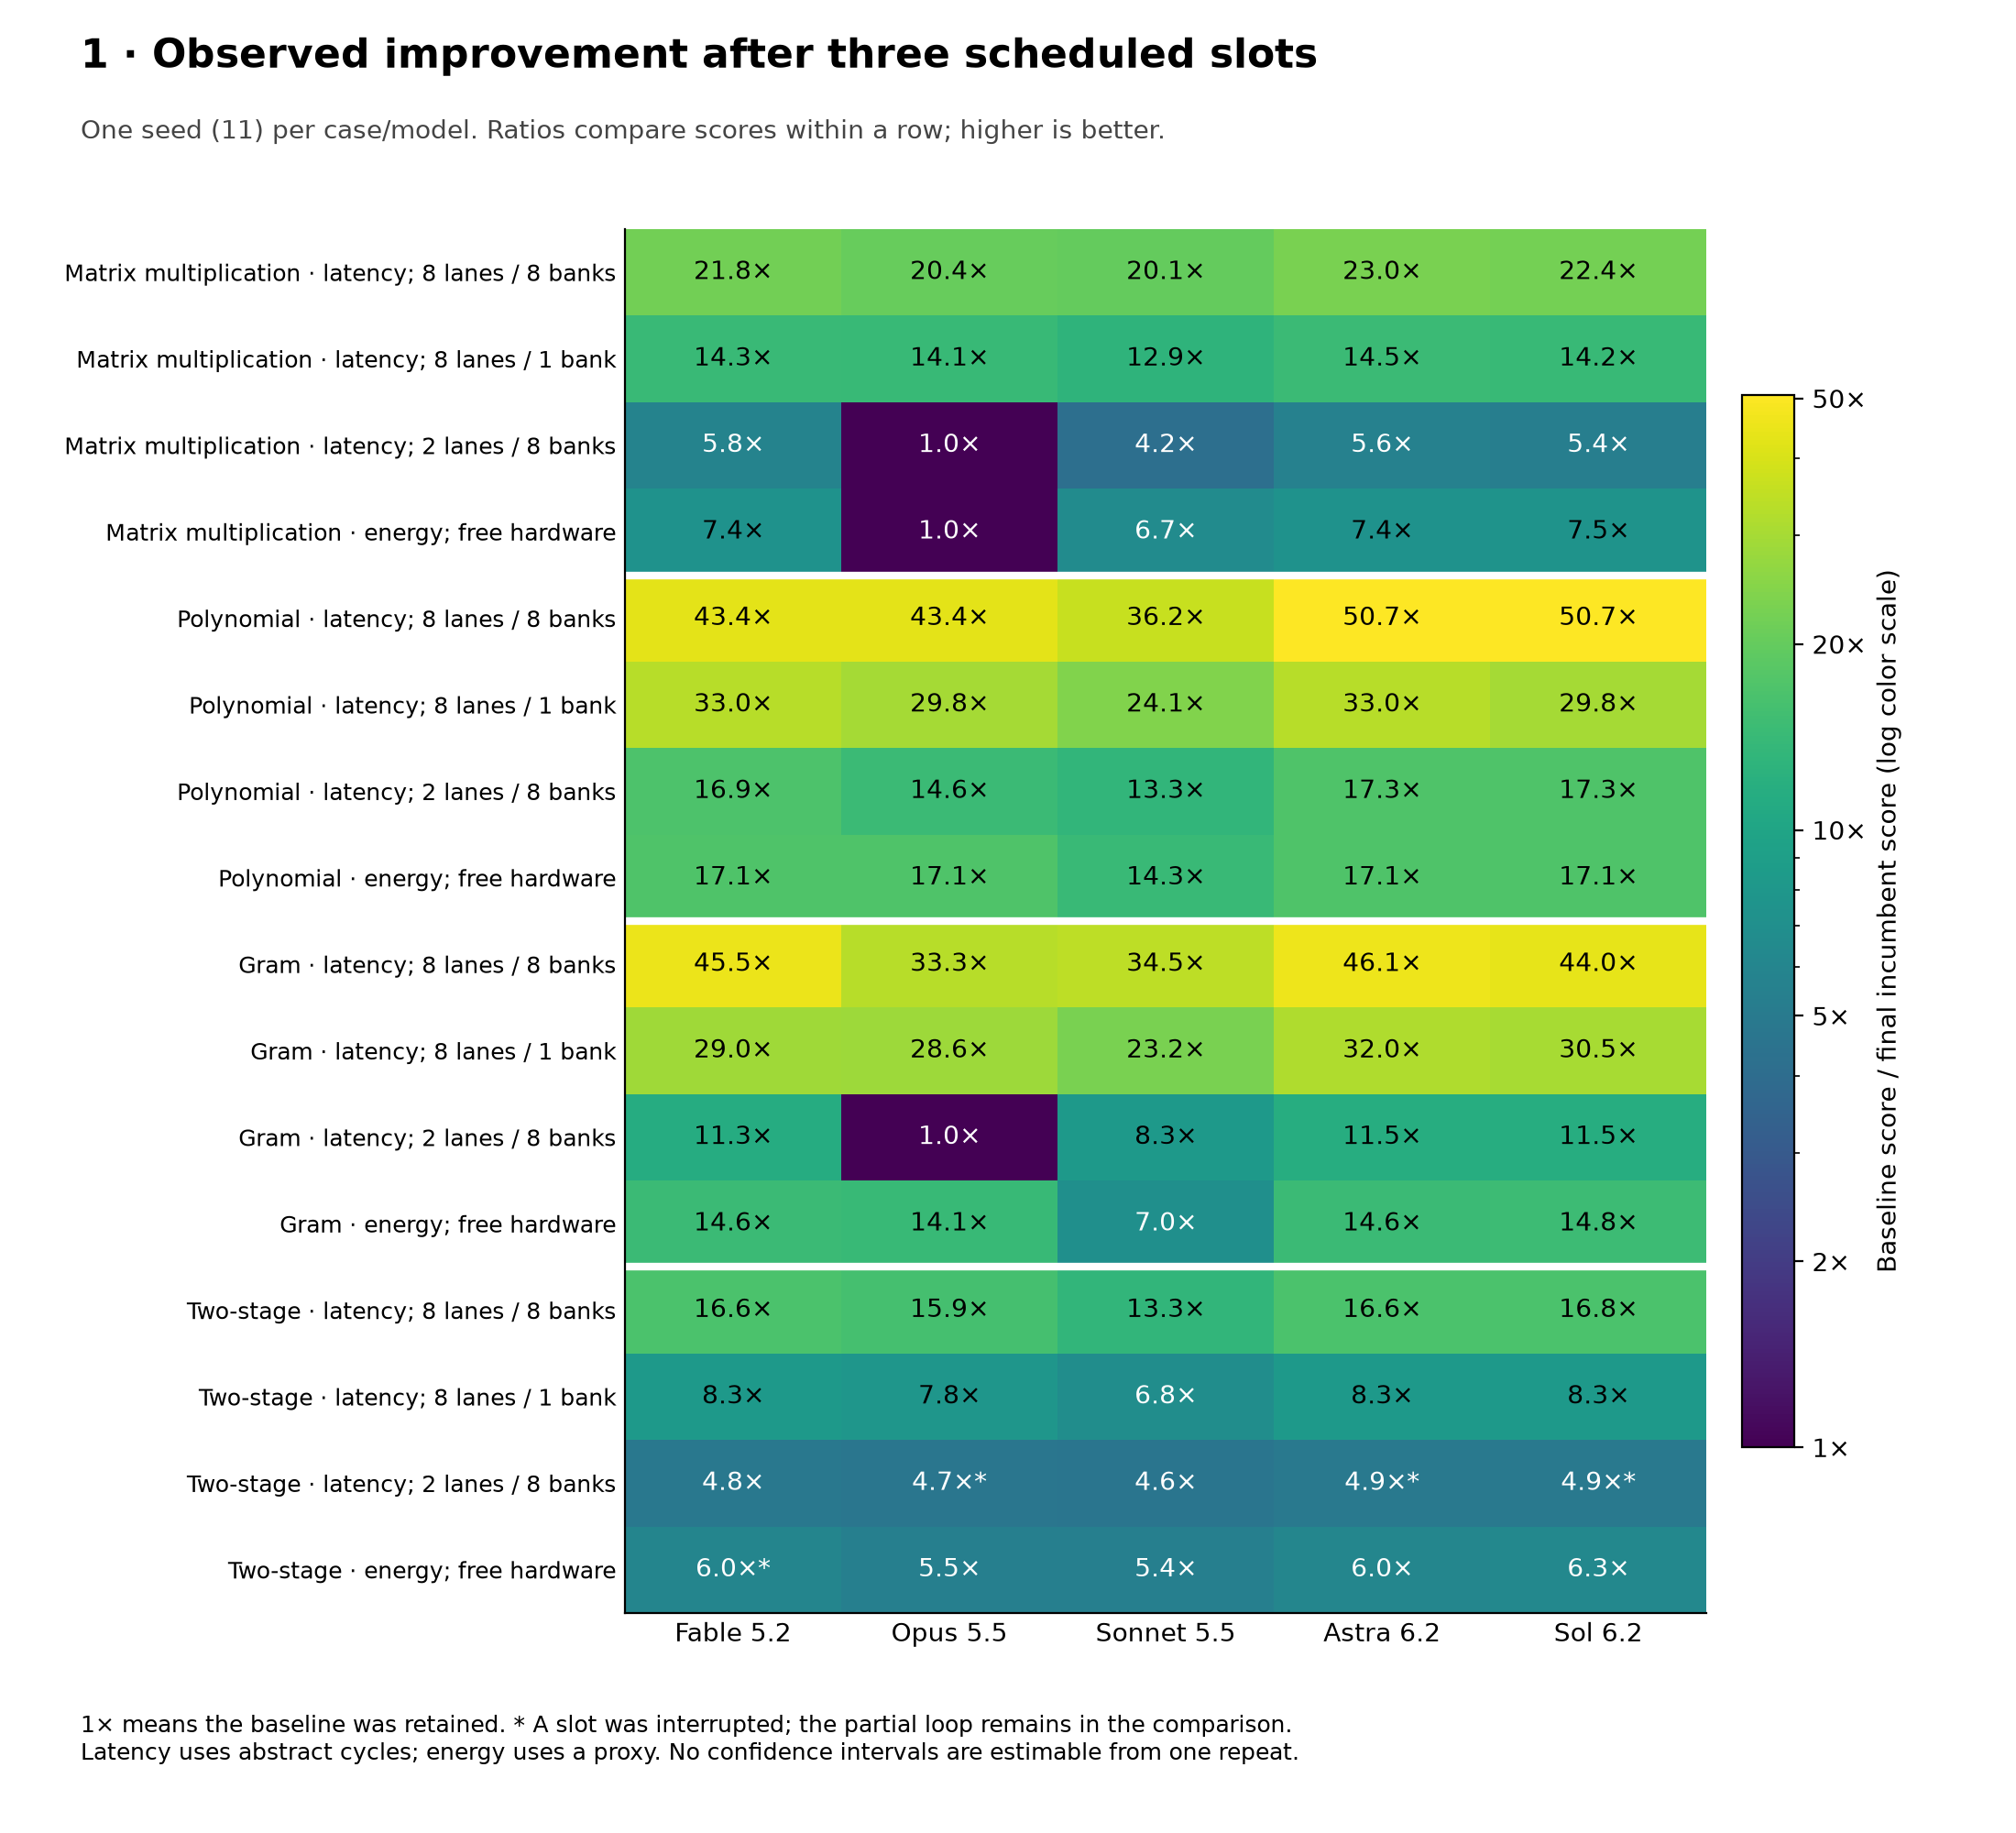 1 · Observed improvement after three scheduled slots
One seed (11) per case/model. Ratios compare scores within a row; higher is better.
Matrix multiplication · latency; 8 lanes / 8 banks 21.8× 20.4× 20.1× 23.0× 22.4×
Matrix multiplication · latency; 8 lanes / 1 bank 14.3× 14.1× 12.9× 14.5× 14.2×
Matrix multiplication · latency; 2 lanes / 8 banks 5.8× 1.0× 4.2× 5.6× 5.4×
Matrix multiplication · energy; free hardware 7.4× 1.0× 6.7× 7.4× 7.5×
Polynomial · latency; 8 lanes / 8 banks 43.4× 43.4× 36.2× 50.7× 50.7×
Polynomial · latency; 8 lanes / 1 bank 33.0× 29.8× 24.1× 33.0× 29.8×
Polynomial · latency; 2 lanes / 8 banks 16.9× 14.6× 13.3× 17.3× 17.3×
Polynomial · energy; free hardware 17.1× 17.1× 14.3× 17.1× 17.1×
Gram · latency; 8 lanes / 8 banks 45.5× 33.3× 34.5× 46.1× 44.0×
Gram · latency; 8 lanes / 1 bank 29.0× 28.6× 23.2× 32.0× 30.5×
Gram · latency; 2 lanes / 8 banks 11.3× 1.0× 8.3× 11.5× 11.5×
Gram · energy; free hardware 14.6× 14.1× 7.0× 14.6× 14.8×
Two-stage · latency; 8 lanes / 8 banks 16.6× 15.9× 13.3× 16.6× 16.8×
Two-stage · latency; 8 lanes / 1 bank 8.3× 7.8× 6.8× 8.3× 8.3×
Two-stage · latency; 2 lanes / 8 banks 4.8× 4.7×* 4.6× 4.9×* 4.9×*
Two-stage · energy; free hardware 6.0×* 5.5× 5.4× 6.0× 6.3×
Fable 5.2 Opus 5.5 Sonnet 5.5 Astra 6.2 Sol 6.2
50×
20×
10×
5×
2×
1×
Baseline score / final incumbent score (log color scale)
1× means the baseline was retained. * A slot was interrupted; the partial loop remains in the comparison.
Latency uses abstract cycles; energy uses a proxy. No confidence intervals are estimable from one repeat.